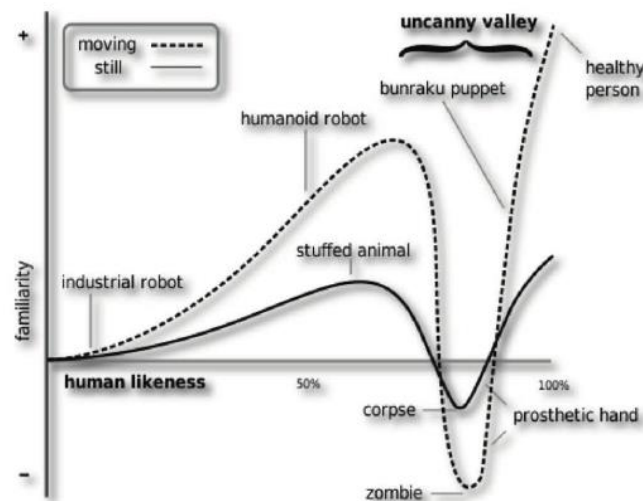 +
moving
still
uncanny valley
healthy
person
bunraku puppet
humanoid robot
stuffed animal
industrial robot
familiarity
human likeness
50%
100%
corpse
prosthetic hand
zombie
–